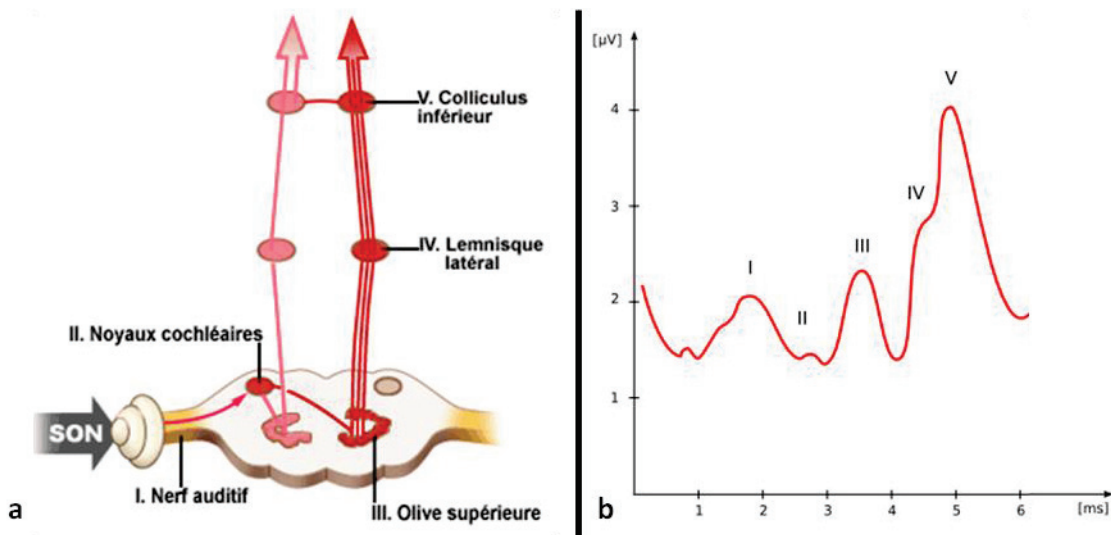 V. Colliculus
inférieur
IV. Lemnisque
latéral
II. Noyaux cochléaires
SON
I. Nerf auditif
III. Olive supérieure
a
[µV]
4
3
2
1
I
II
III
IV
V
1 2 3 4 5 6 [ms]
b